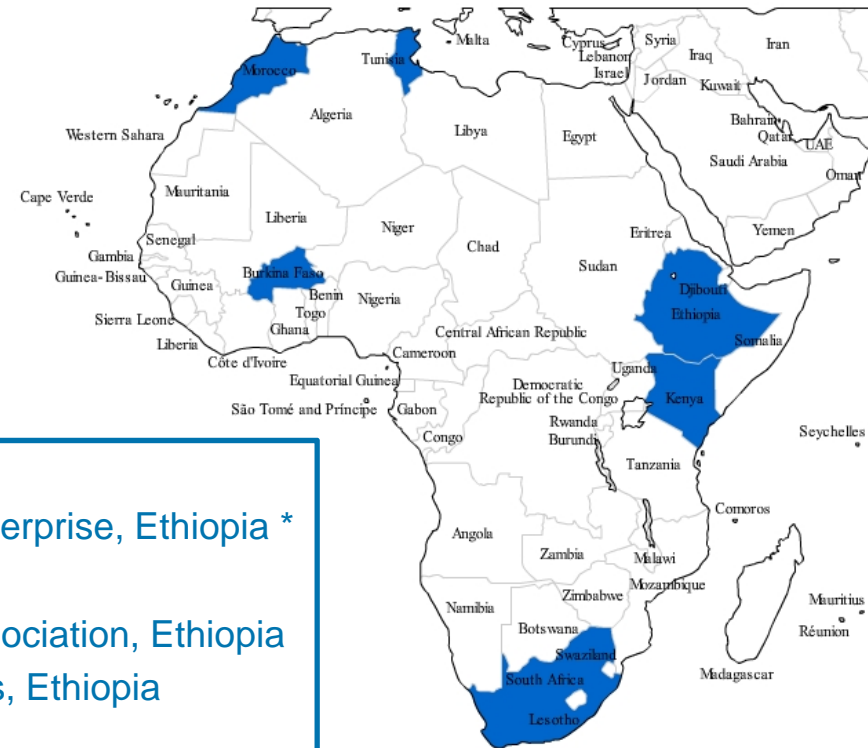 Malta
Cyprus
Syria
Iran
Iraq
Lebanon
Tunisia
Morocco
Israel
Jordan
Kuwait
Algeria
Libya
Egypt
Bahrain
Qatar
UAE
Western Sahara
Saudi Arabia
Oman
Mauritania
Cape Verde
Liberia
Niger
Yemen
Senegal
Chad
Eritrea
Gambia
Sudan
Guinea-Bissau
Burkina Faso
Guinea
Benin
Nigeria
Djibouti
Togo
Ethiopia
Sierra Leone
Ghana
Central African Republic
Somalia
Liberia
Côte d'Ivoire
Cameroon
Uganda
Equatorial Guinea
Democratic
Republic of the Congo
Kenya
São Tomé and Príncipe
Gabon
Rwanda
Congo
Burundi
Seychelles
Tanzania
Comoros
erprise, Ethiopia *
Angola
Zambia
Malawi
Mozambique
Zimbabwe
Mauritius
Namibia
Botswana
Réunion
ociation, Ethiopia
Swaziland
Madagascar
South Africa
s, Ethiopia
Lesotho